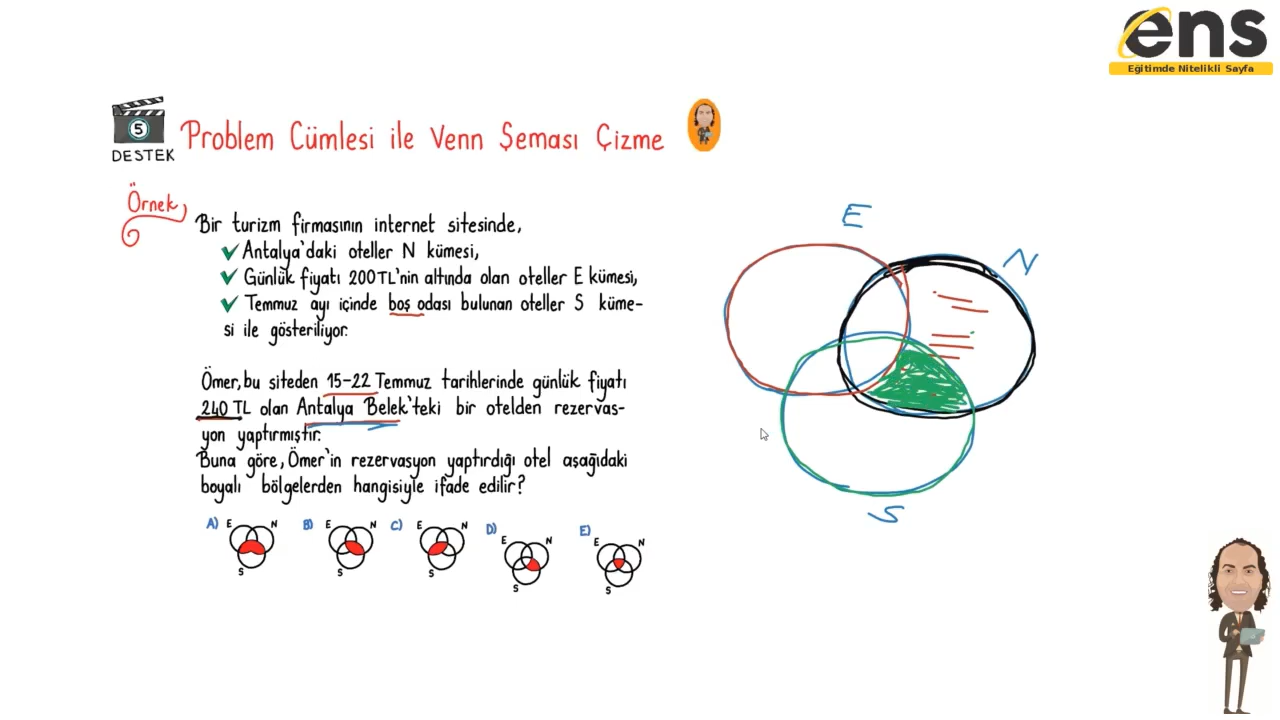 ens
Eğitimde Nitelikli Sayfa
5
DESTEK
Problem Cümlesi ile Venn Şeması Çizme
Örnek
Bir turizm firmasının internet sitesinde,
Antalya'daki oteller N kümesi,
Günlük fiyatı 200TL'nin altında olan oteller E kümesi,
Temmuz ayı içinde boş odası bulunan oteller S küme-
si ile gösteriliyor.
Ömer, bu siteden 15-22 Temmuz tarihlerinde günlük fiyatı
240 TL olan Antalya Belek'teki bir otelden rezervas-
yon yaptırmıştır.
Buna göre, Ömer'in rezervasyon yaptırdığı otel aşağıdaki
boyalı bölgelerden hangisiyle ifade edilir?
A) E N S
B) E N S
C) E N S
D) E N S
E) E N S
E
N
S